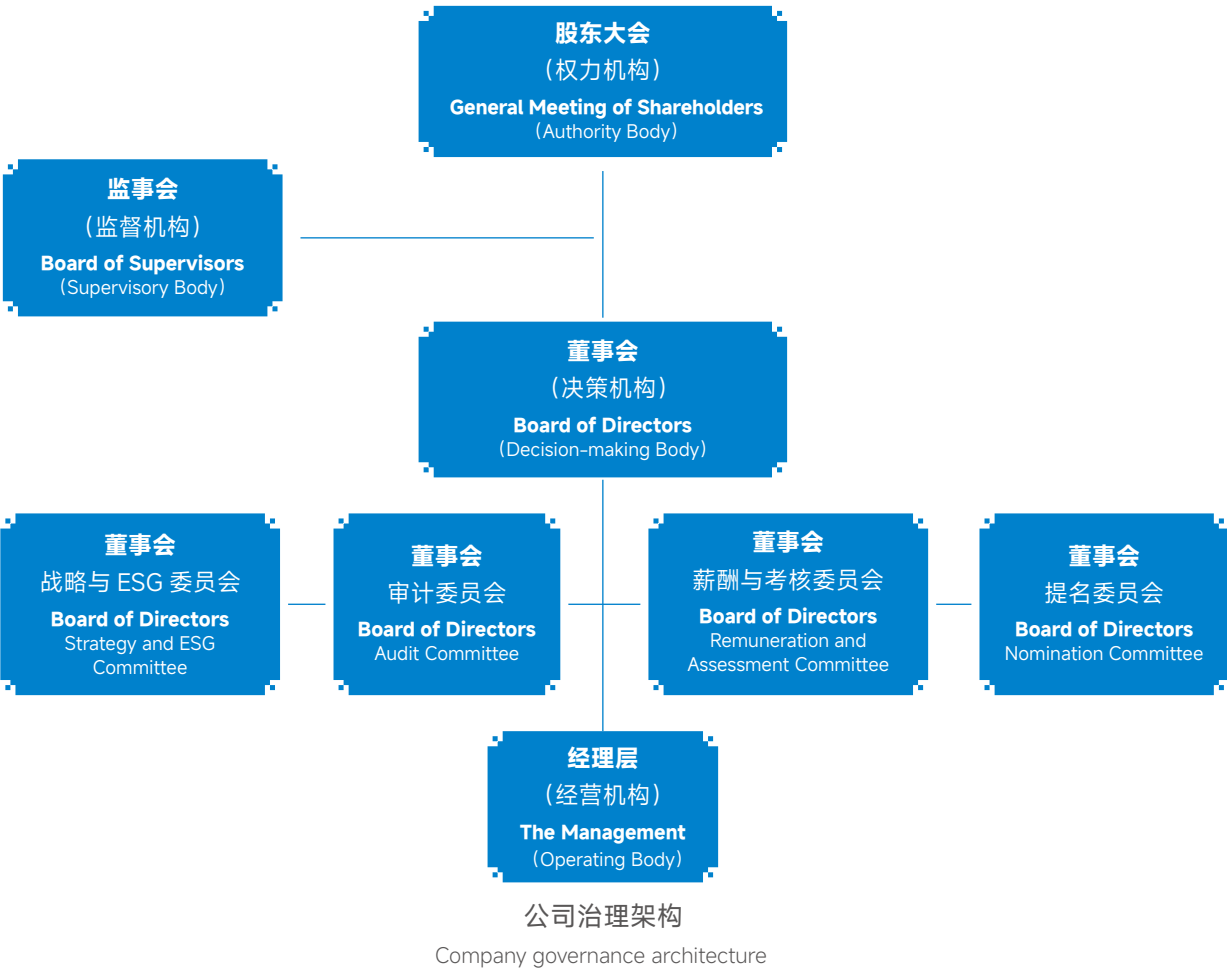 股东大会
（权力机构）
General Meeting of Shareholders
（Authority Body）
监事会
（监督机构）
Board of Supervisors
（Supervisory Body）
董事会
（决策机构）
Board of Directors
（Decision-making Body）
董事会
战略与 ESG 委员会
Board of Directors
Strategy and ESG
Committee
董事会
审计委员会
Board of Directors
Audit Committee
董事会
薪酬与考核委员会
Board of Directors
Remuneration and
Assessment Committee
董事会
提名委员会
Board of Directors
Nomination Committee
经理层
（经营机构）
The Management
（Operating Body）
公司治理架构
Company governance architecture